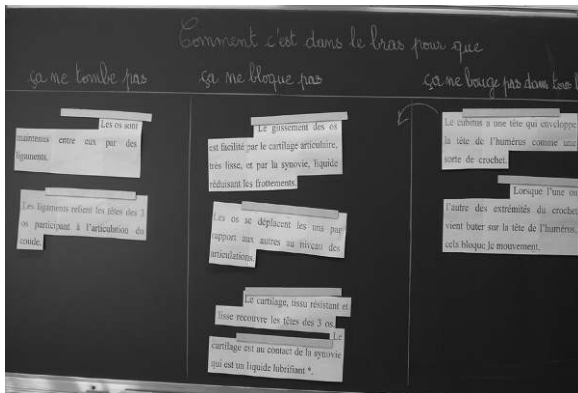 Comment c'est dans le bras pour que
ça ne tombe pas
ça ne bloque pas
ça ne bouge pas dans tous l
Les os sont
maintenus entre eux par des
ligaments.
Les ligaments relient les têtes des 3
os participant à l'articulation du
coude.
Le glissement des os
est facilité par le cartilage articulaire,
très lisse, et par la synovie, liquide
réduisant les frottements.
Les os se déplacent les uns par
rapport aux autres au niveau des
articulations.
Le cartilage, tissu résistant et
lisse recouvre les têtes des 3 os.
Le
cartilage est au contact de la synovie
qui est un liquide lubrifiant *.
Le cubitus a une tête qui enveloppe
la tête de l'humérus comme une
sorte de crochet.
Lorsque l'une ou
l'autre des extrémités du crochet
vient buter sur la tête de l'humérus,
cela bloque le mouvement.